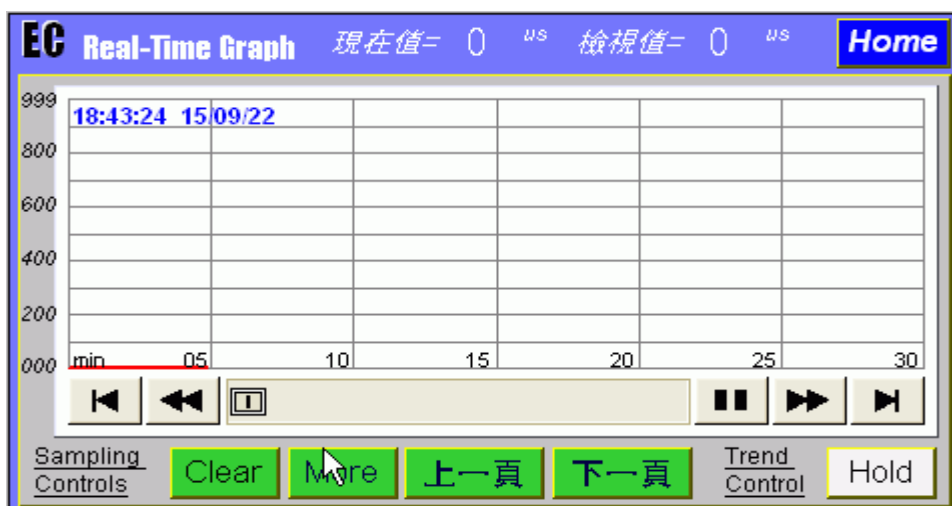 EC Real-Time Graph 現在值= 0 us 檢視值= 0 us Home
999
18:43:24 15/09/22
800
600
400
200
000 min 05 10 15 20 25 30
Sampling Controls Clear More 上一頁 下一頁 Trend Control Hold